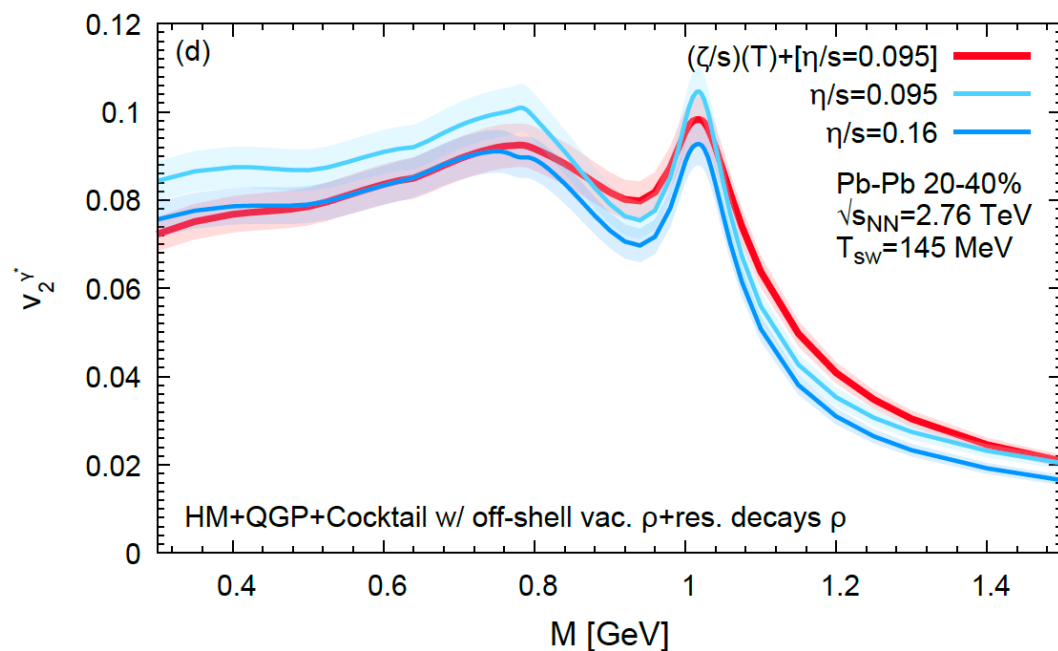 (d)
(ζ/s)(T)+[η/s=0.095]
η/s=0.095
η/s=0.16
Pb-Pb 20-40%
√sNN=2.76 TeV
Tsw=145 MeV
HM+QGP+Cocktail w/ off-shell vac. ρ+res. decays ρ
v2γ*
0.12
0.1
0.08
0.06
0.04
0.02
0
0.4 0.6 0.8 1 1.2 1.4
M [GeV]